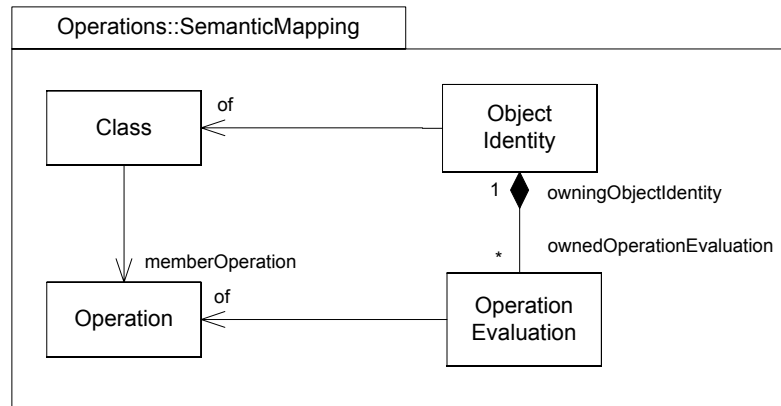 Operations::SemanticMapping
of
Class
Object
Identity
1
owningObjectIdentity
ownedOperationEvaluation
*
memberOperation
of
Operation
Operation
Evaluation